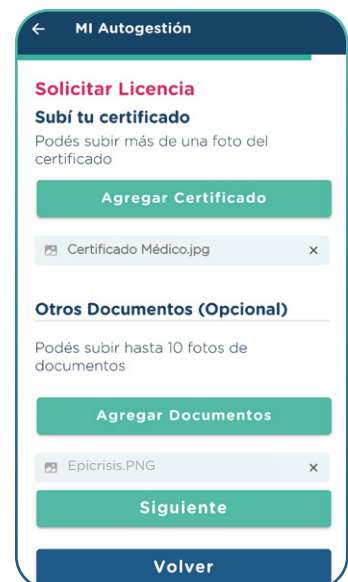 MI Autogestión
Solicitar Licencia
Subí tu certificado
Podés subir más de una foto del
certificado
Agregar Certificado
Certificado Médico.jpg
Otros Documentos (Opcional)
Podés subir hasta 10 fotos de
documentos
Agregar Documentos
Epicrisis.PNG
Siguiente
Volver